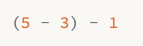 (5 − 3) − 1